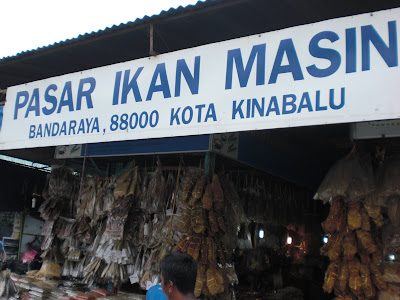 PASAR IKAN MASIN
BANDARAYA, 88000 KOTA KINABALU